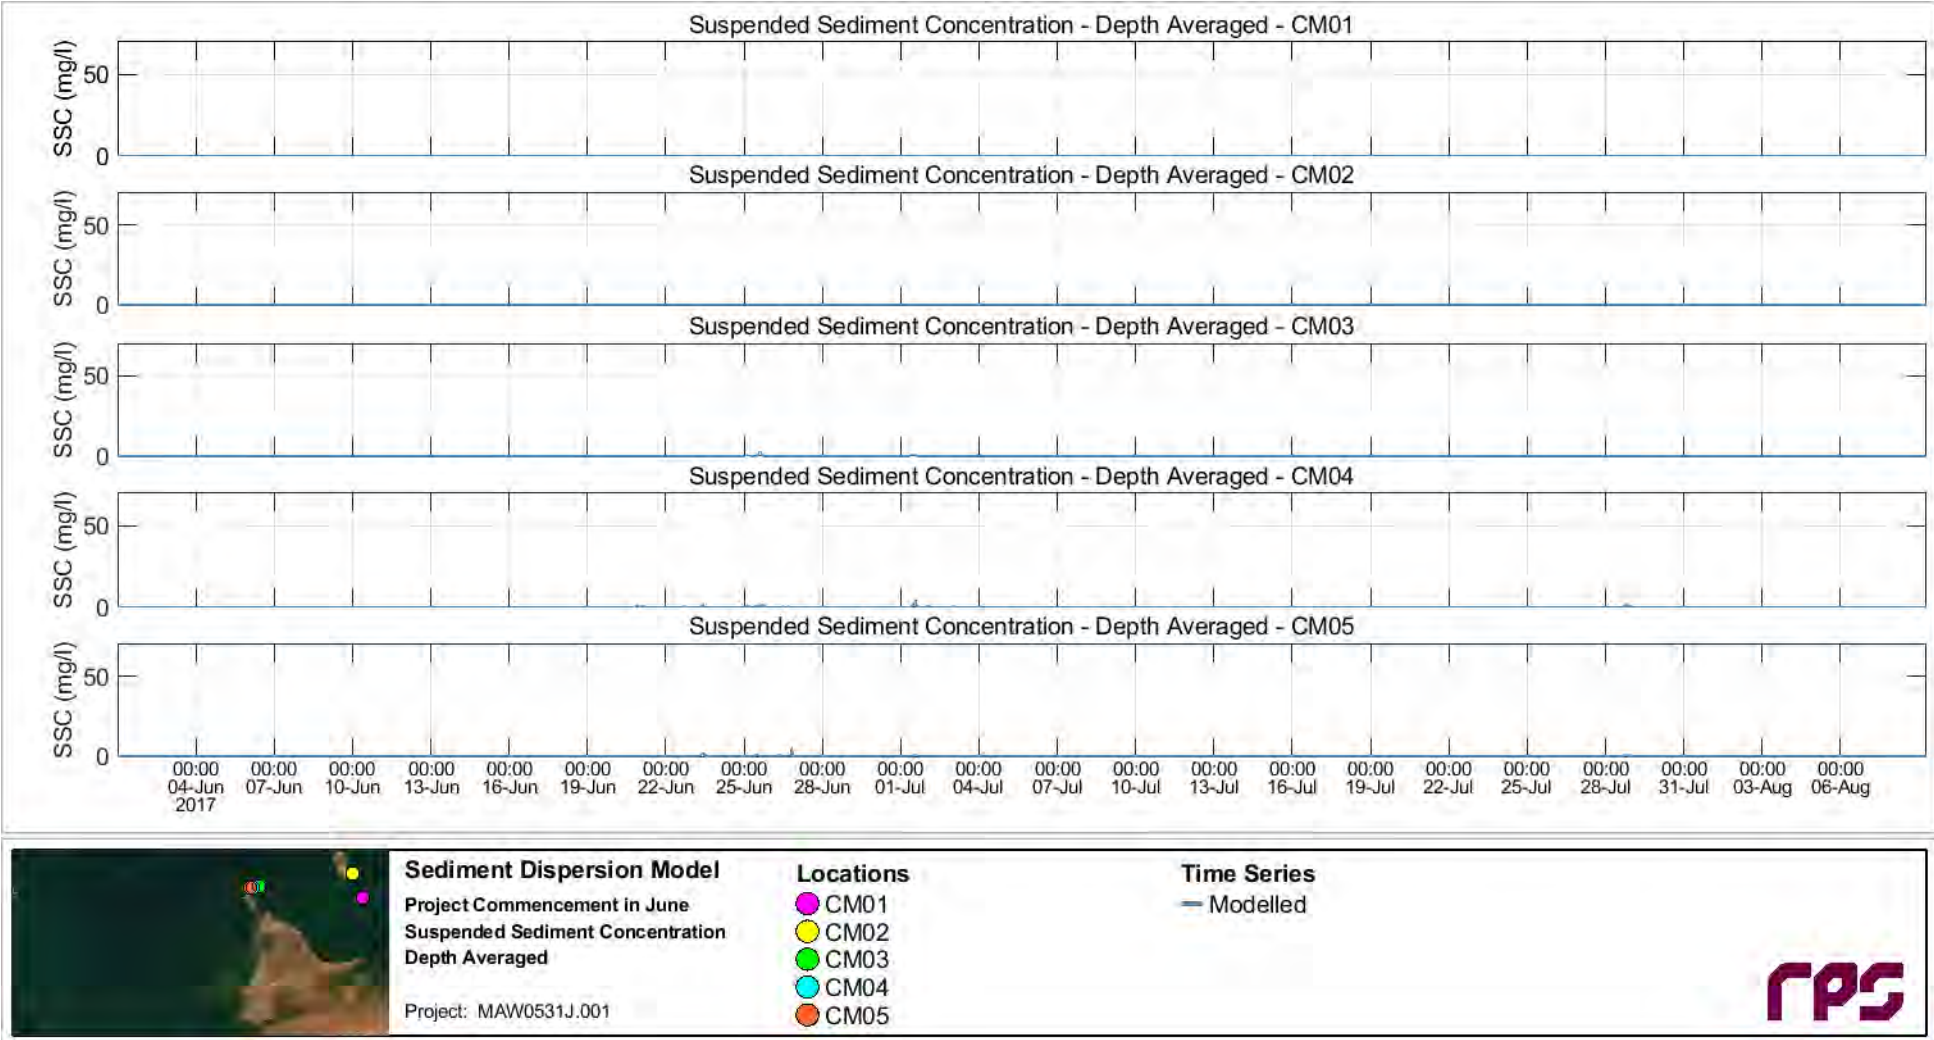 Suspended Sediment Concentration - Depth Averaged - CM01
SSC (mg/l)
50
0
Suspended Sediment Concentration - Depth Averaged - CM02
SSC (mg/l)
50
0
Suspended Sediment Concentration - Depth Averaged - CM03
SSC (mg/l)
50
0
Suspended Sediment Concentration - Depth Averaged - CM04
SSC (mg/l)
50
0
Suspended Sediment Concentration - Depth Averaged - CM05
SSC (mg/l)
50
0
00:00 00:00 00:00 00:00 00:00 00:00 00:00 00:00 00:00 00:00 00:00 00:00 00:00 00:00 00:00 00:00 00:00 00:00 00:00 00:00 00:00 00:00
04-Jun 07-Jun 10-Jun 13-Jun 16-Jun 19-Jun 22-Jun 25-Jun 28-Jun 01-Jul 04-Jul 07-Jul 10-Jul 13-Jul 16-Jul 19-Jul 22-Jul 25-Jul 28-Jul 31-Jul 03-Aug 06-Aug
2017
Sediment Dispersion Model
Project Commencement in June
Suspended Sediment Concentration
Depth Averaged
Project: MAW0531J.001
Locations
CM01
CM02
CM03
CM04
CM05
Time Series
Modelled
rps